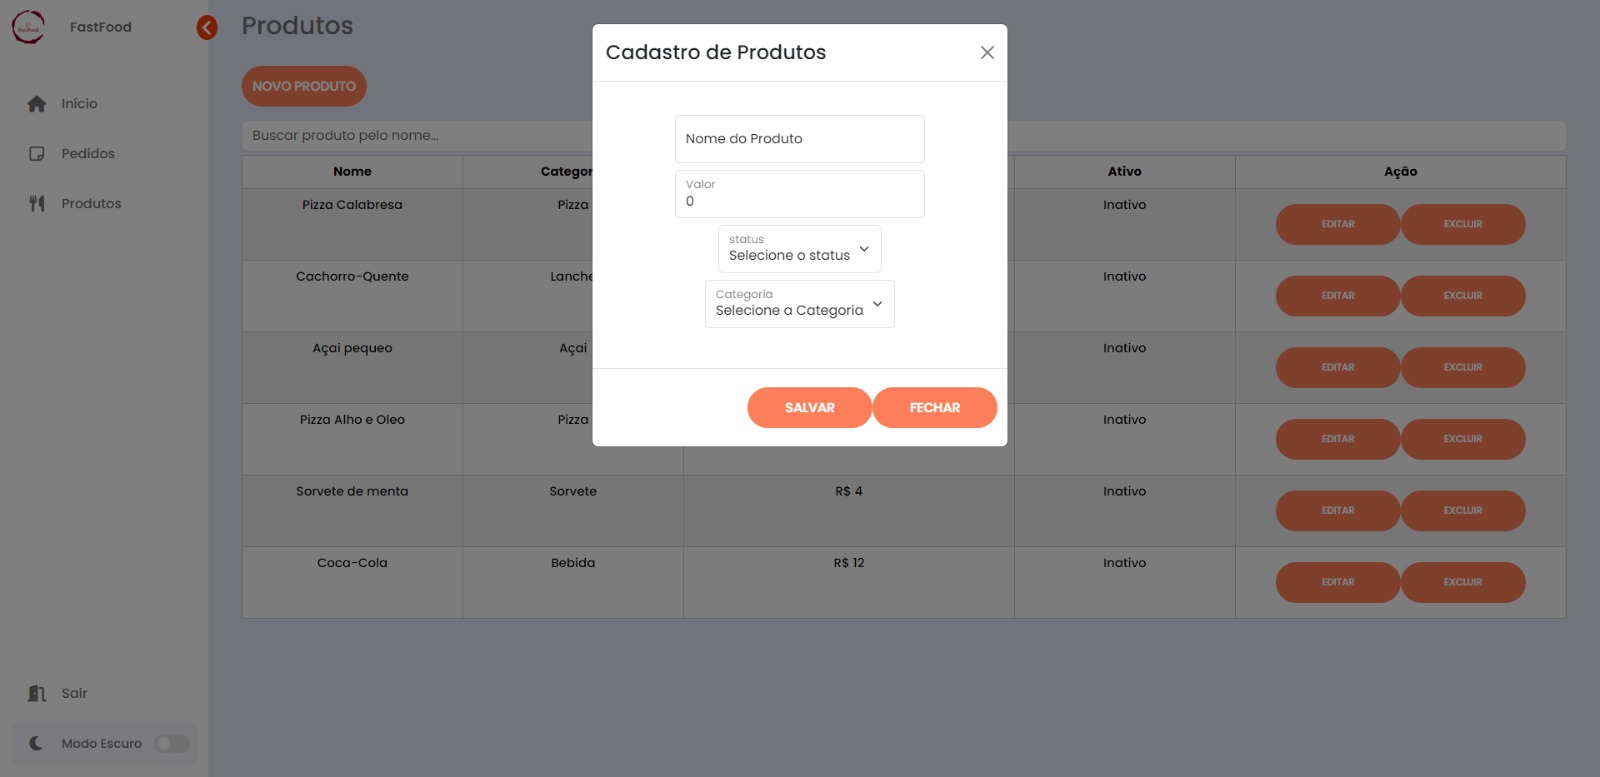 FastFood
Início
Pedidos
Produtos
Sair
Modo Escuro
Produtos
NOVO PRODUTO
Buscar produto pelo nome...
Nome Categor Ativo Ação
Pizza Calabresa Pizza Inativo EDITAR EXCLUIR
Cachorro-Quente Lanche Inativo EDITAR EXCLUIR
Açai pequeo Açai Inativo EDITAR EXCLUIR
Pizza Alho e Oleo Pizza Inativo EDITAR EXCLUIR
Sorvete de menta Sorvete R$ 4 Inativo EDITAR EXCLUIR
Coca-Cola Bebida R$ 12 Inativo EDITAR EXCLUIR
Cadastro de Produtos
Nome do Produto
Valor
0
status
Selecione o status
Categoria
Selecione a Categoria
SALVAR FECHAR